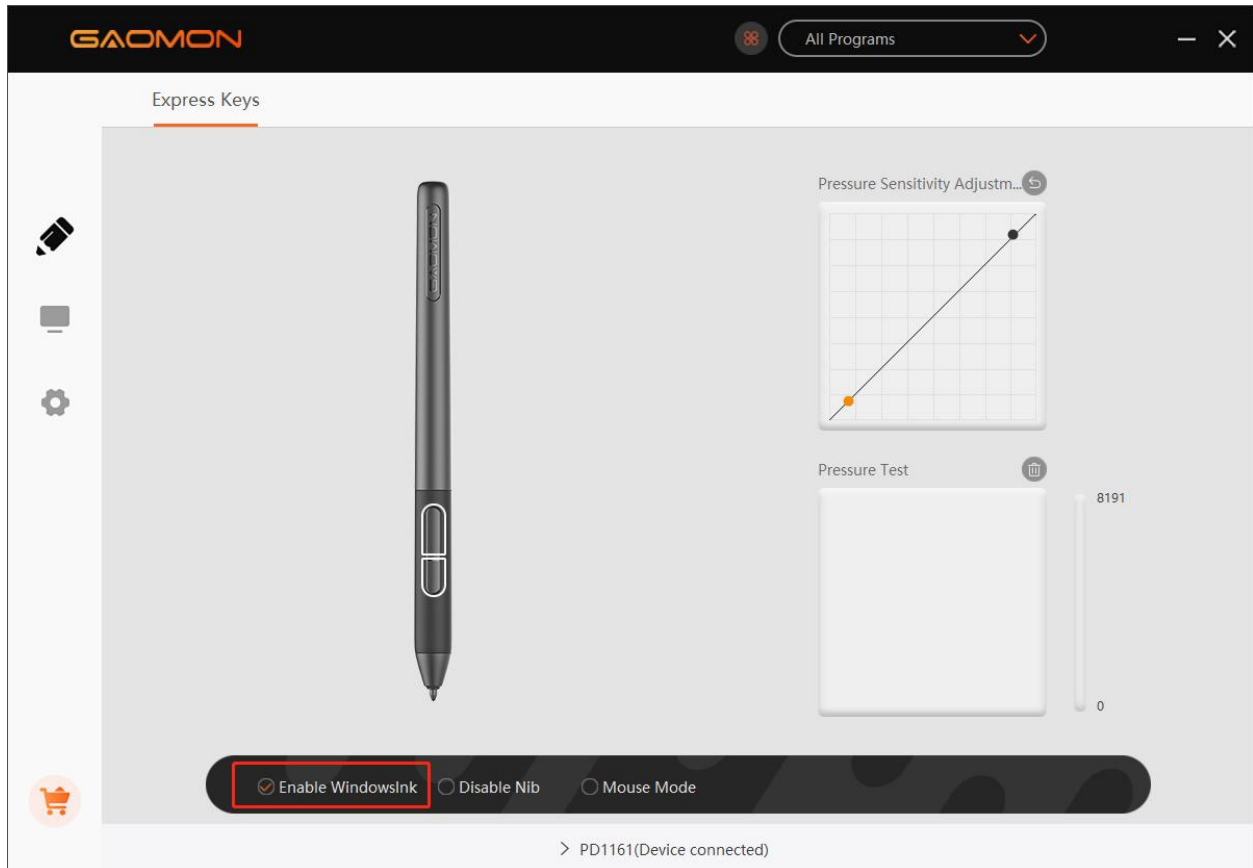 GAOMON
All Programs
Express Keys
Pressure Sensitivity Adjustm...
GAOMON
Pressure Test
8191
0
Enable WindowsInk
Disable Nib
Mouse Mode
PD1161(Device connected)